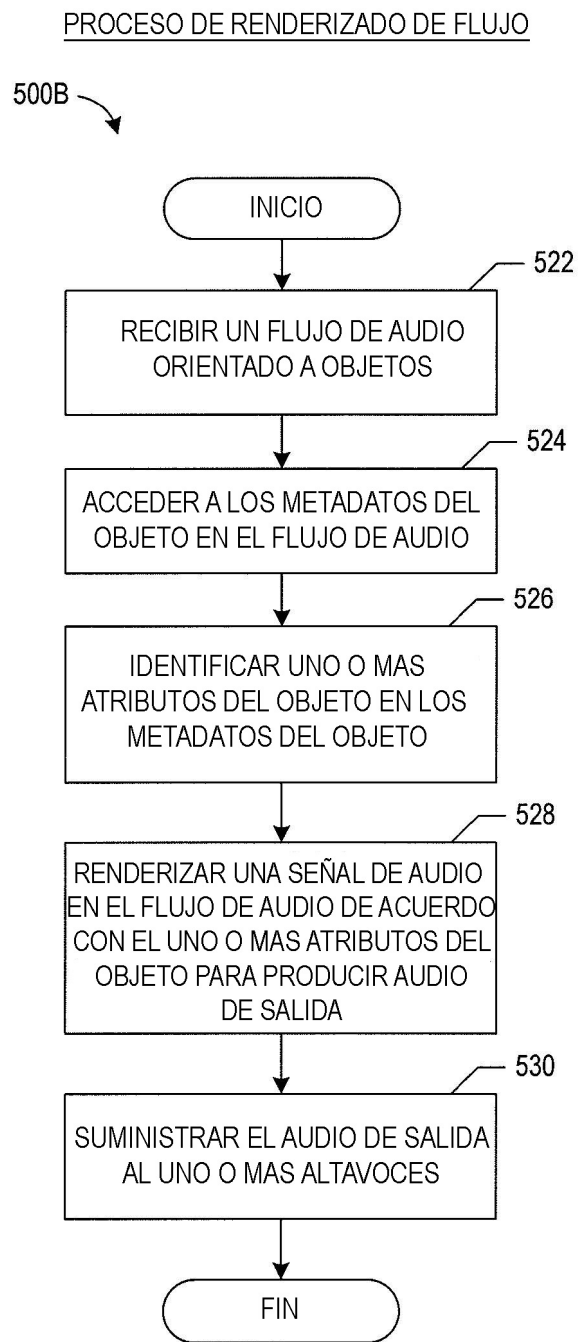 PROCESO DE RENDERIZADO DE FLUJO
500B
INICIO
522
RECIBIR UN FLUJO DE AUDIO
ORIENTADO A OBJETOS
524
ACCEDER A LOS METADATOS DEL
OBJETO EN EL FLUJO DE AUDIO
526
IDENTIFICAR UNO O MAS
ATRIBUTOS DEL OBJETO EN LOS
METADATOS DEL OBJETO
528
RENDERIZAR UNA SEÑAL DE AUDIO
EN EL FLUJO DE AUDIO DE ACUERDO
CON EL UNO O MAS ATRIBUTOS DEL
OBJETO PARA PRODUCIR AUDIO
DE SALIDA
530
SUMINISTRAR EL AUDIO DE SALIDA
AL UNO O MAS ALTAVOCES
FIN